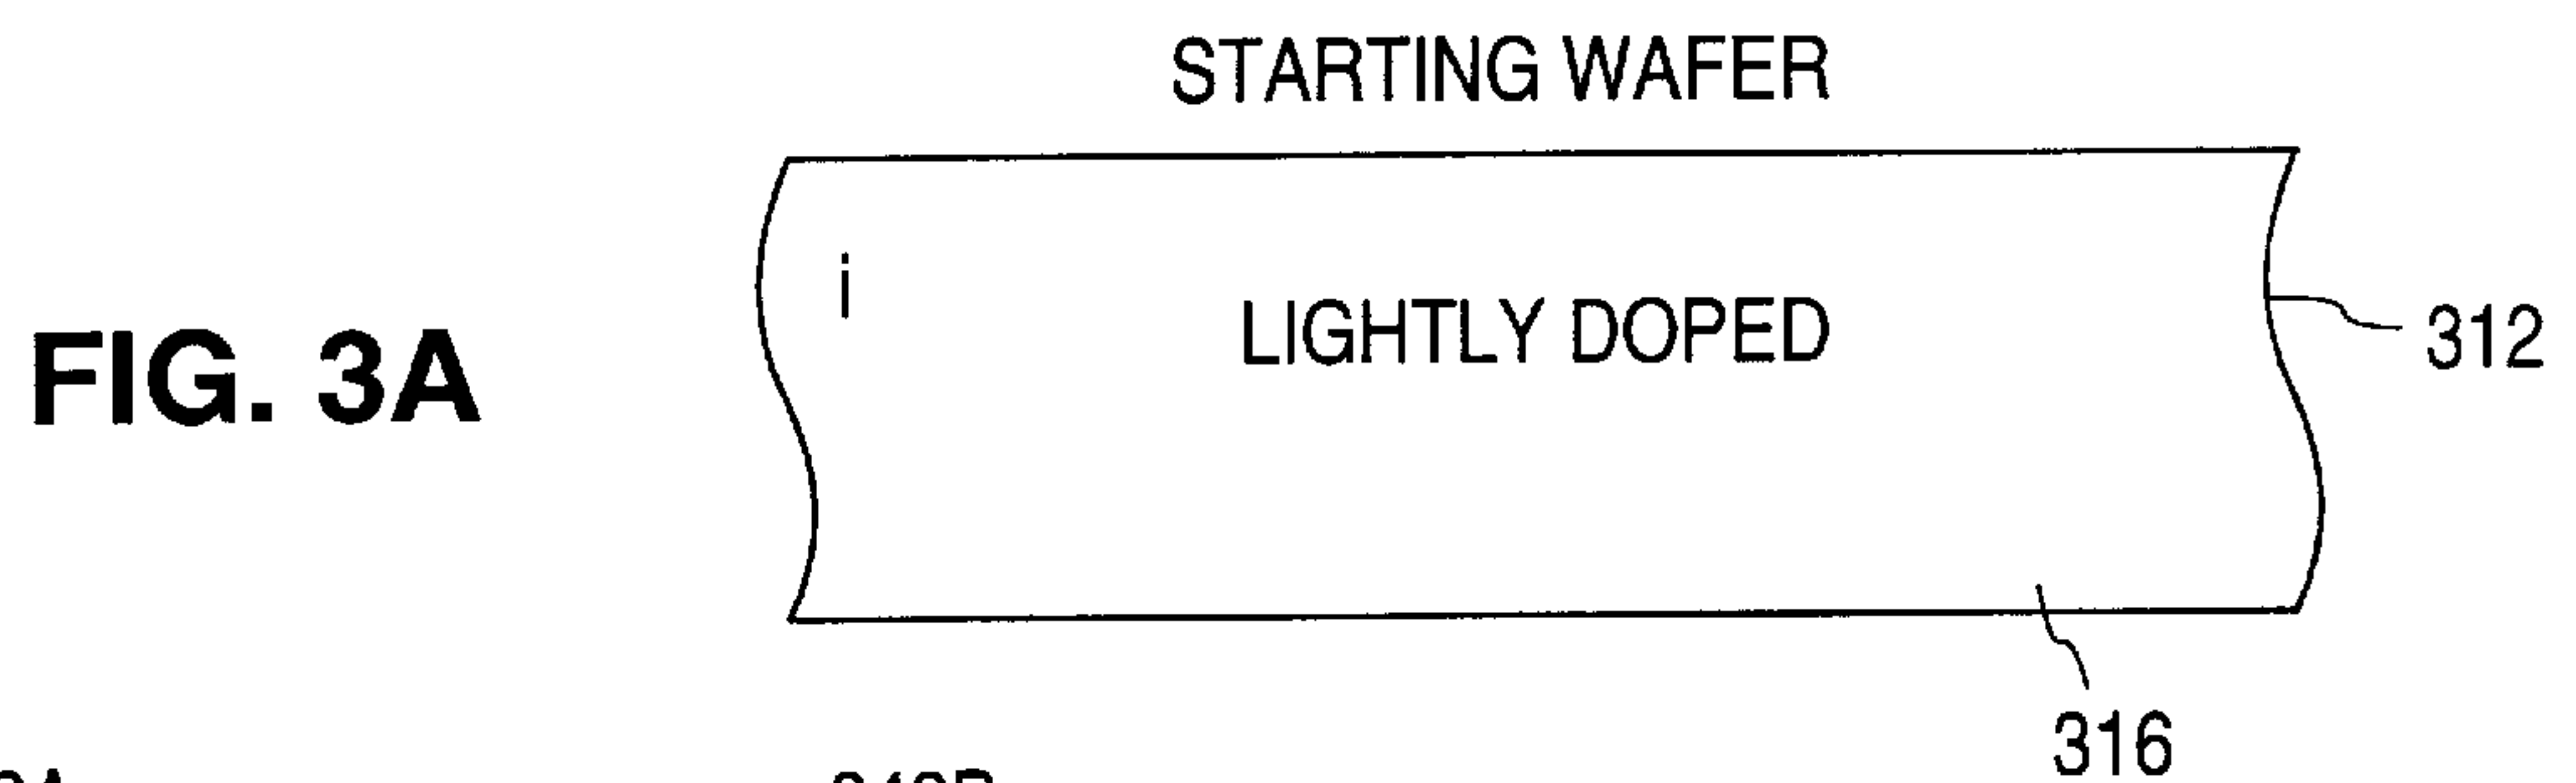 STARTING WAFER
i
LIGHTLY DOPED
312
FIG. 3A
316